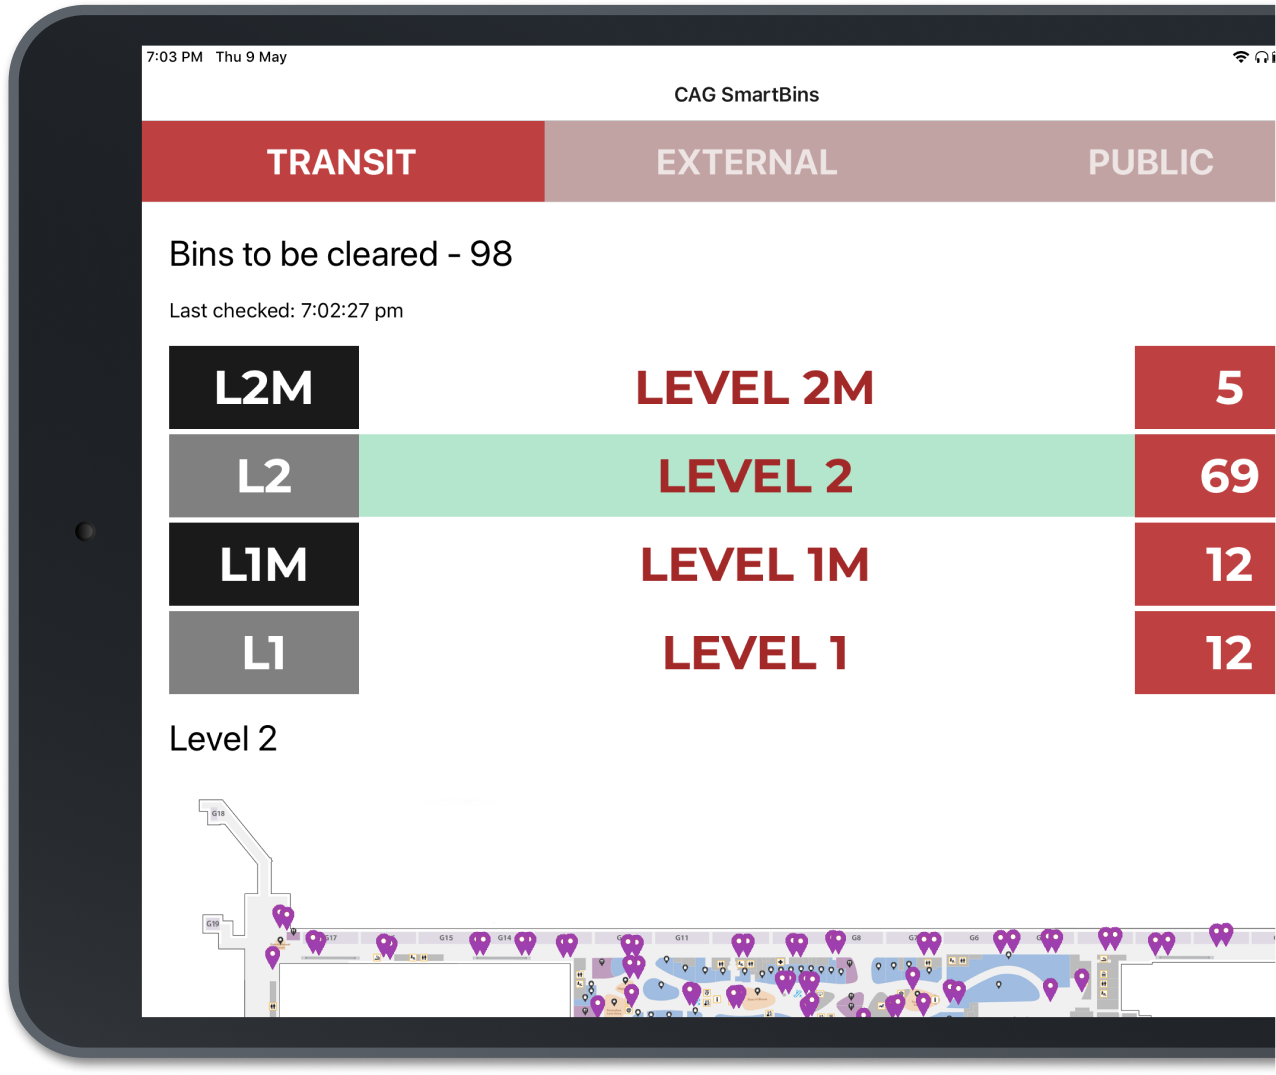 7:03 PM Thu 9 May
CAG SmartBins
TRANSIT EXTERNAL PUBLIC
Bins to be cleared - 98
Last checked: 7:02:27 pm
L2M LEVEL 2M 5
L2 LEVEL 2 69
L1M LEVEL 1M 12
L1 LEVEL 1 12
Level 2
G18
G19
G17 G15 G14 G11 G8 G6